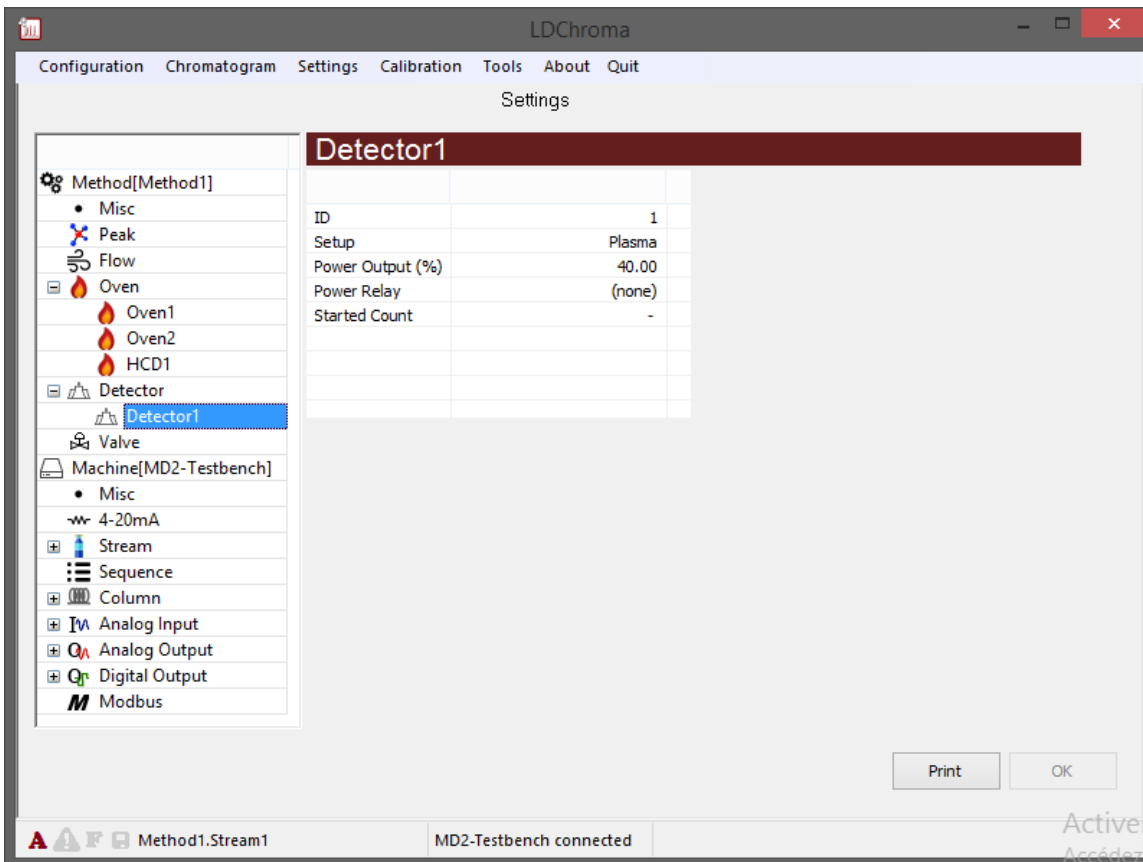 LDChroma
Configuration Chromatogram Settings Calibration Tools About Quit
Settings
Detector1
Method[Method1]
Misc
Peak
Flow
Oven
Oven1
Oven2
HCD1
Detector
Detector1
Valve
Machine[MD2-Testbench]
Misc
4-20mA
Stream
Sequence
Column
Analog Input
Analog Output
Digital Output
Modbus
ID 1
Setup Plasma
Power Output (%) 40.00
Power Relay (none)
Started Count -
Print OK
Active
Accédez
A F Method1.Stream1 MD2-Testbench connected